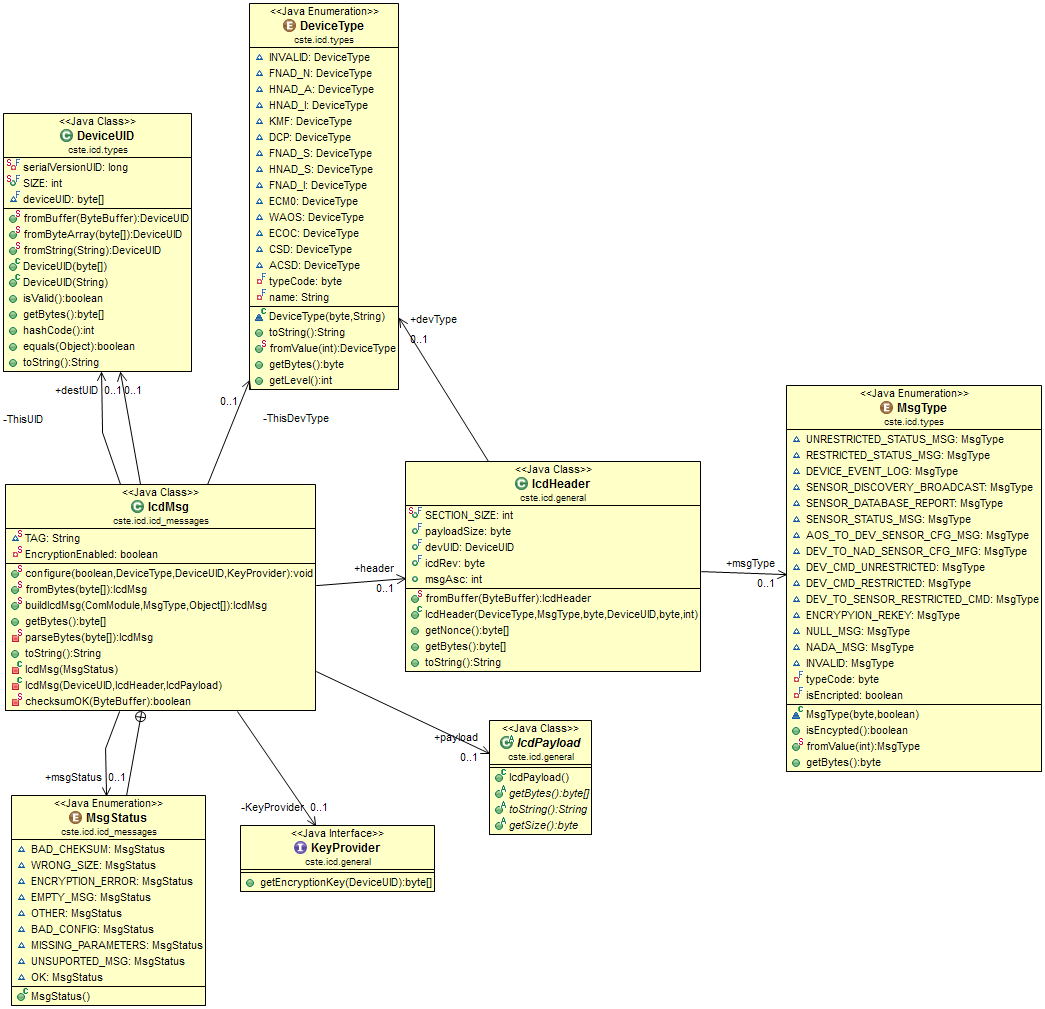 <<Java Enumeration>>
DeviceType
cste.icd.types
INVALID: DeviceType
FNAD_N: DeviceType
HNAD_A: DeviceType
HNAD_I: DeviceType
KMF: DeviceType
DCP: DeviceType
FNAD_S: DeviceType
HNAD_S: DeviceType
FNAD_I: DeviceType
ECM0: DeviceType
WAOS: DeviceType
ECOC: DeviceType
CSD: DeviceType
ACSD: DeviceType
typeCode: byte
name: String
DeviceType(byte,String)
toString():String
fromValue(int):DeviceType
getBytes():byte
getLevel():int
<<Java Class>>
DeviceUID
cste.icd.types
serialVersionUID: long
SIZE: int
deviceUID: byte[]
fromBuffer(ByteBuffer):DeviceUID
fromByteArray(byte[]):DeviceUID
fromString(String):DeviceUID
DeviceUID(byte[])
DeviceUID(String)
isValid():boolean
getBytes():byte[]
hashCode():int
equals(Object):boolean
toString():String
+devType
0..1
+destUID 0..1 0..1
-ThisUID
0..1
-ThisDevType
<<Java Enumeration>>
MsgType
cste.icd.types
UNRESTRICTED_STATUS_MSG: MsgType
RESTRICTED_STATUS_MSG: MsgType
DEVICE_EVENT_LOG: MsgType
SENSOR_DISCOVERY_BROADCAST: MsgType
SENSOR_DATABASE_REPORT: MsgType
SENSOR_STATUS_MSG: MsgType
AOS_TO_DEV_SENSOR_CFG_MSG: MsgType
DEV_TO_NAD_SENSOR_CFG_MFG: MsgType
DEV_CMD_UNRESTRICTED: MsgType
DEV_CMD_RESTRICTED: MsgType
DEV_TO_SENSOR_RESTRICTED_CMD: MsgType
ENCRYPYION_REKEY: MsgType
NULL_MSG: MsgType
NADA_MSG: MsgType
INVALID: MsgType
typeCode: byte
isEncripted: boolean
MsgType(byte,boolean)
isEncypted():boolean
fromValue(int):MsgType
getBytes():byte
<<Java Class>>
IcdHeader
cste.icd.general
SECTION_SIZE: int
payloadSize: byte
devUID: DeviceUID
icdRev: byte
msgAsc: int
fromBuffer(ByteBuffer):IcdHeader
IcdHeader(DeviceType,MsgType,byte,DeviceUID,byte,int)
getNonce():byte[]
getBytes():byte[]
toString():String
+msgType
0..1
<<Java Class>>
IcdMsg
cste.icd.icd_messages
TAG: String
EncryptionEnabled: boolean
configure(boolean,DeviceType,DeviceUID,KeyProvider):void
fromBytes(byte[]):IcdMsg
buildIcdMsg(ComModule,MsgType,Object[]):IcdMsg
getBytes():byte[]
parseBytes(byte[]):IcdMsg
toString():String
IcdMsg(MsgStatus)
IcdMsg(DeviceUID,IcdHeader,IcdPayload)
checksumOK(ByteBuffer):boolean
+header
0..1
+payload
0..1
<<Java Class>>
IcdPayload
cste.icd.general
IcdPayload()
getBytes():byte[]
toString():String
getSize():byte
+msgStatus 0..1
-KeyProvider 0..1
<<Java Enumeration>>
MsgStatus
cste.icd.icd_messages
BAD_CHEKSUM: MsgStatus
WRONG_SIZE: MsgStatus
ENCRYPTION_ERROR: MsgStatus
EMPTY_MSG: MsgStatus
OTHER: MsgStatus
BAD_CONFIG: MsgStatus
MISSING_PARAMETERS: MsgStatus
UNSUPORTED_MSG: MsgStatus
OK: MsgStatus
MsgStatus()
<<Java Interface>>
KeyProvider
cste.icd.general
getEncryptionKey(DeviceUID):byte[]